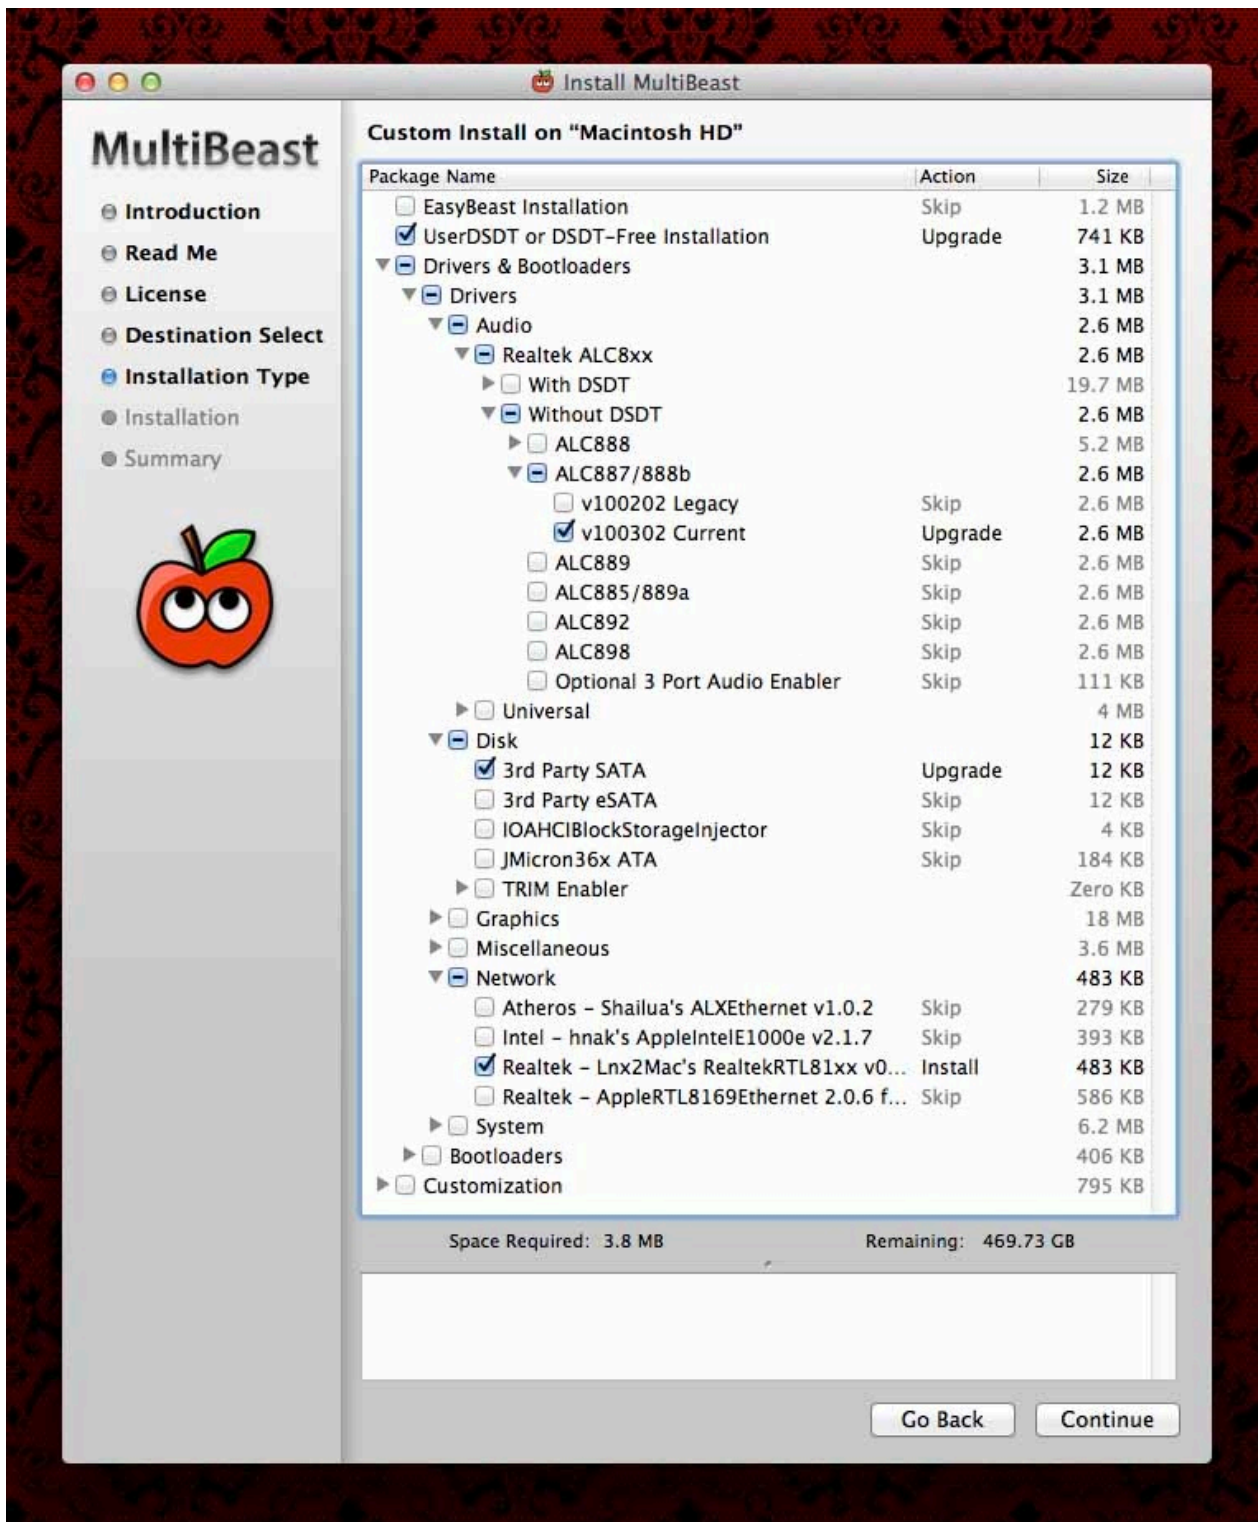 Install MultiBeast
MultiBeast
Introduction
Read Me
License
Destination Select
Installation Type
Installation
Summary
Custom Install on “Macintosh HD”
Package Name Action Size
EasyBeast Installation Skip 1.2 MB
UserDSDT or DSDT-Free Installation Upgrade 741 KB
Drivers & Bootloaders 3.1 MB
Drivers 3.1 MB
Audio 2.6 MB
Realtek ALC8xx 2.6 MB
With DSDT 19.7 MB
Without DSDT 2.6 MB
ALC888 5.2 MB
ALC887/888b 2.6 MB
v100202 Legacy Skip 2.6 MB
v100302 Current Upgrade 2.6 MB
ALC889 Skip 2.6 MB
ALC885/889a Skip 2.6 MB
ALC892 Skip 2.6 MB
ALC898 Skip 2.6 MB
Optional 3 Port Audio Enabler Skip 111 KB
Universal 4 MB
Disk 12 KB
3rd Party SATA Upgrade 12 KB
3rd Party eSATA Skip 12 KB
IOAHCIBlockStorageInjector Skip 4 KB
JMicron36x ATA Skip 184 KB
TRIM Enabler Zero KB
Graphics 18 MB
Miscellaneous 3.6 MB
Network 483 KB
Atheros – Shailua's ALXEthernet v1.0.2 Skip 279 KB
Intel – hnak's AppleIntelE1000e v2.1.7 Skip 393 KB
Realtek – Lnx2Mac's RealtekRTL81xx v0... Install 483 KB
Realtek – AppleRTL8169Ethernet 2.0.6 f... Skip 586 KB
System 6.2 MB
Bootloaders 406 KB
Customization 795 KB
Space Required: 3.8 MB Remaining: 469.73 GB
Go Back Continue